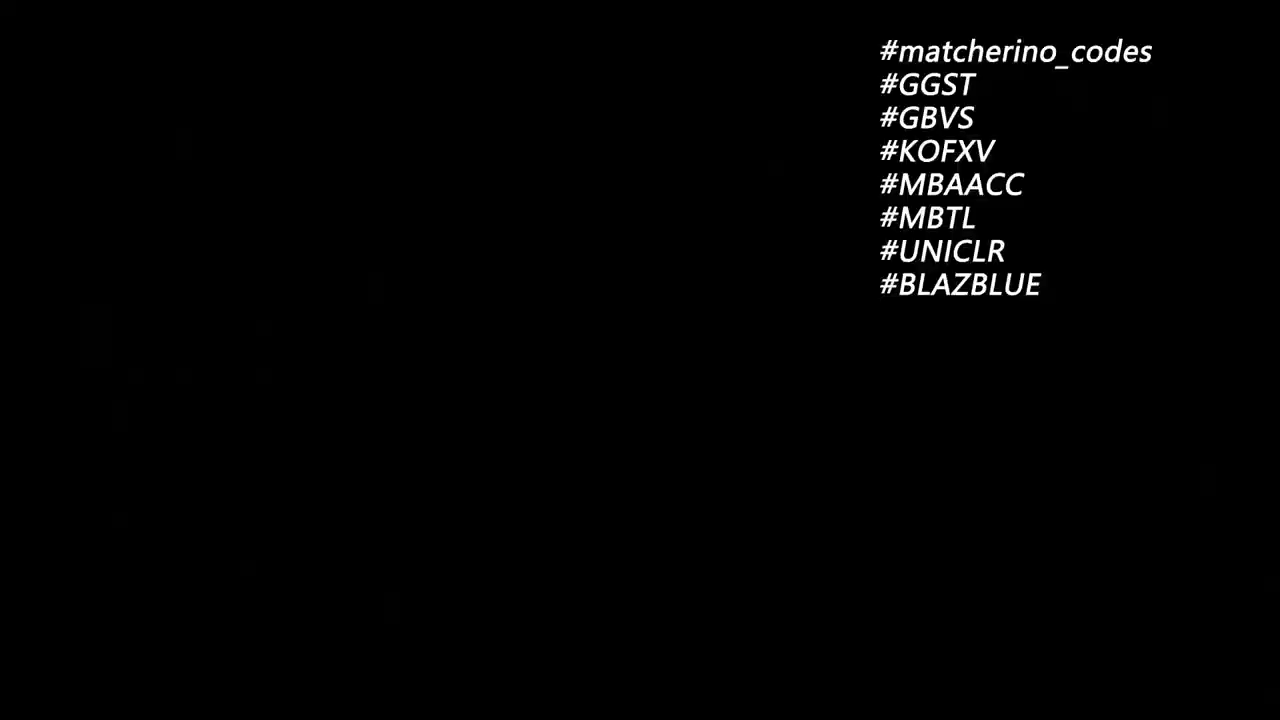 #matcherino_codes
#GGST
#GBVS
#KOFXV
#MBAACC
#MBTL
#UNICLR
#BLAZBLUE